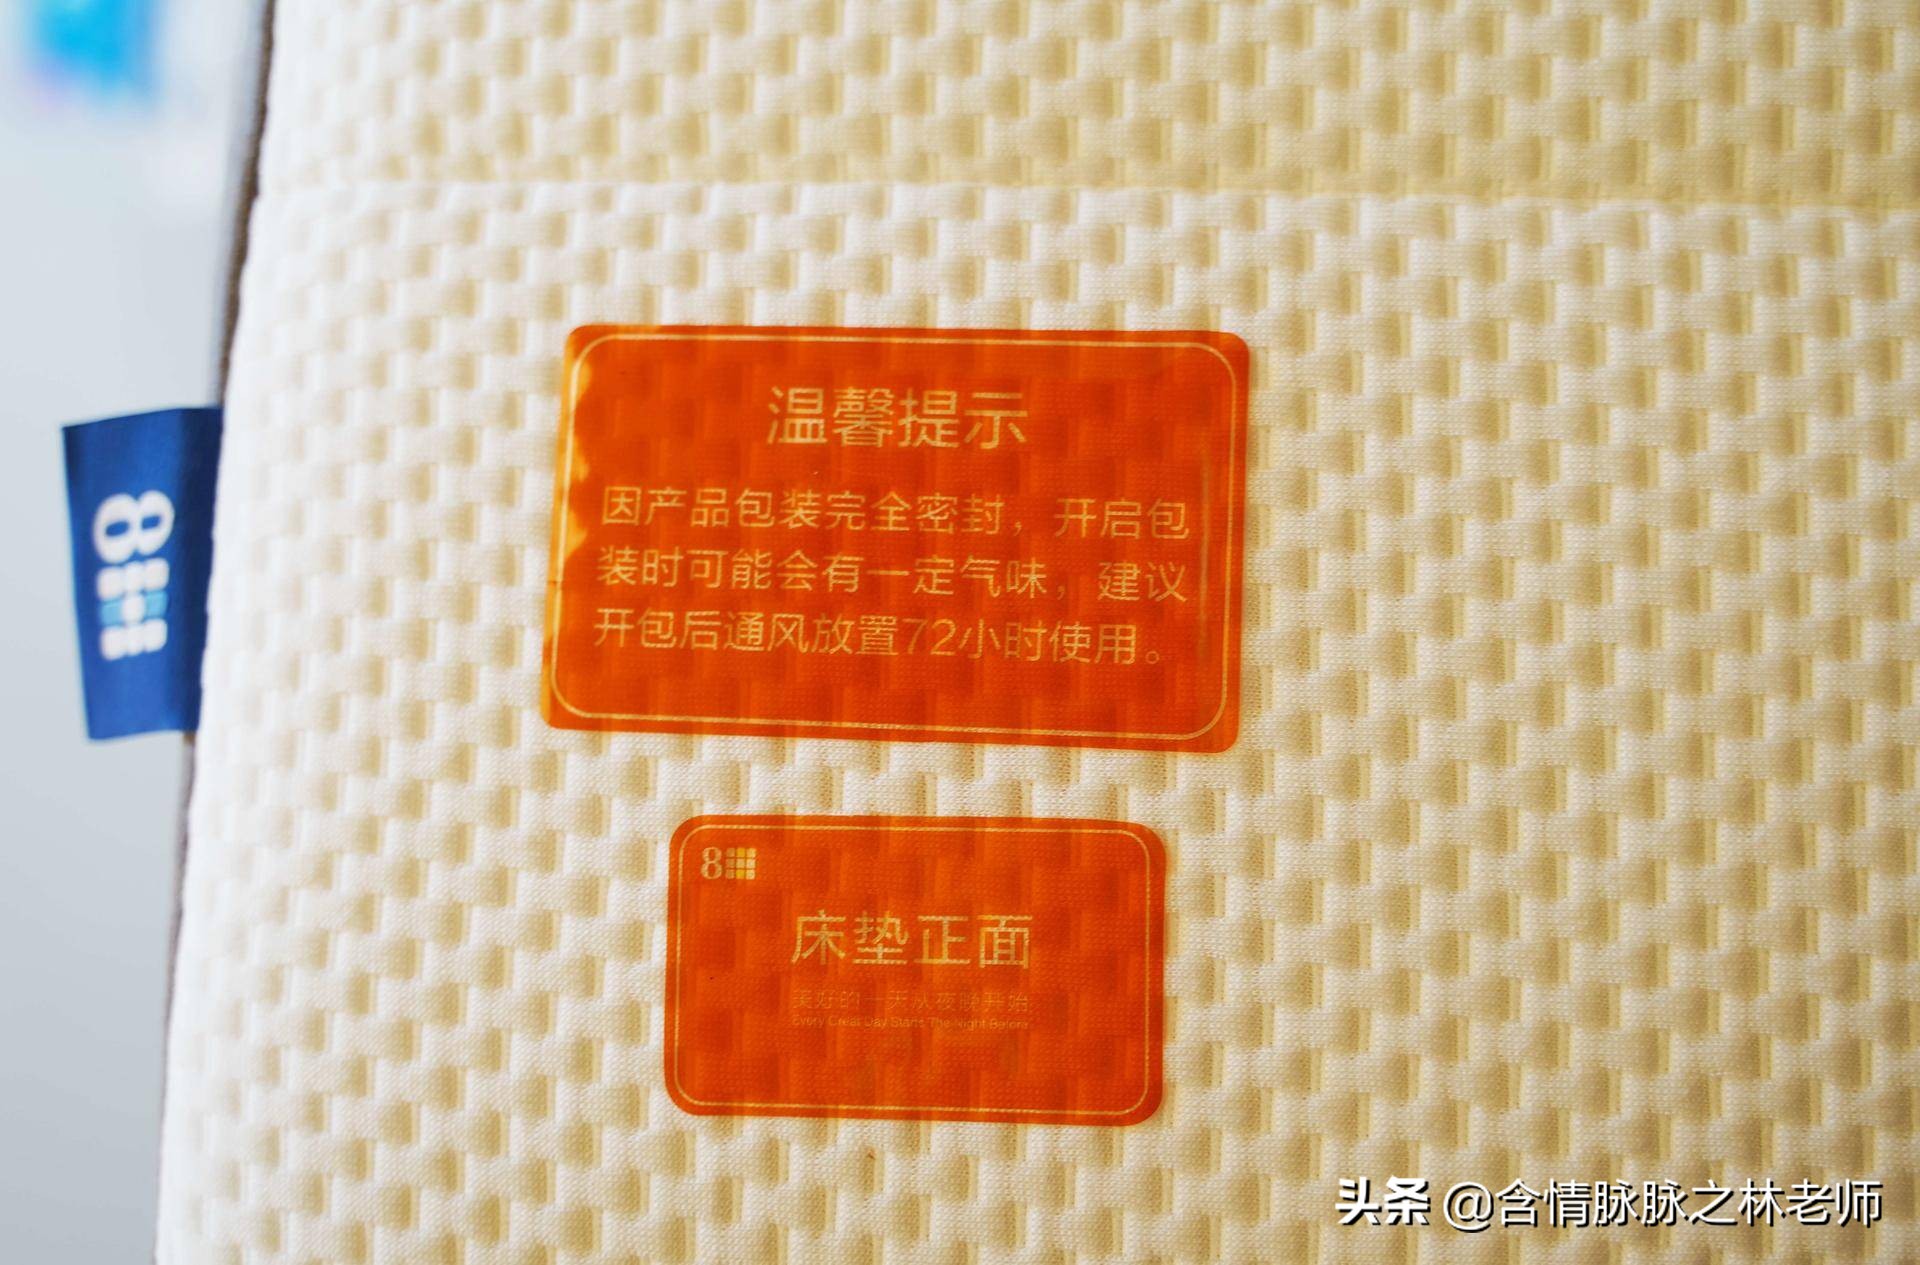 温馨提示
因产品包装完全密封，开启包
装时可能会有一定气味，建议
开包后通风放置72小时使用。
8
8
床垫正面
美好的一天从夜晚开始
Every Great Day Starts The Night Before
头条 @含情脉脉之林老师